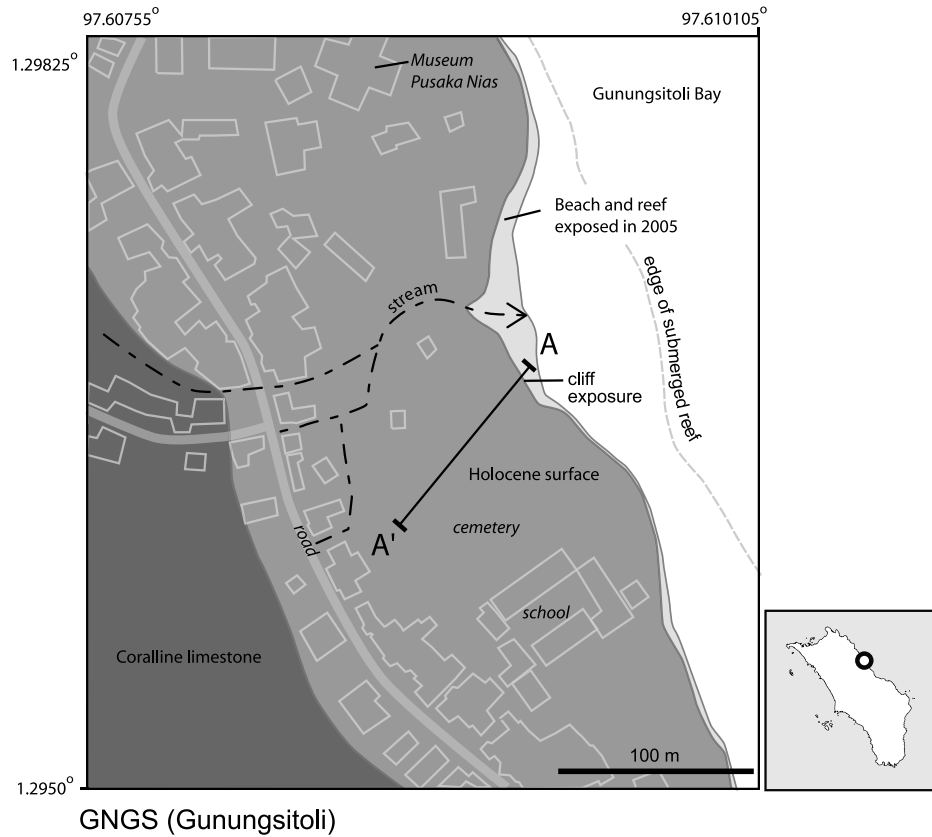 97.60755°
97.610105°
1.29825°
Museum
Pusaka Nias
Gunungsitoli Bay
Beach and reef
exposed in 2005
edge of submerged reef
stream
A
cliff
exposure
Holocene surface
cemetery
A'
road
school
Coralline limestone
100 m
1.2950°
GNGS (Gunungsitoli)